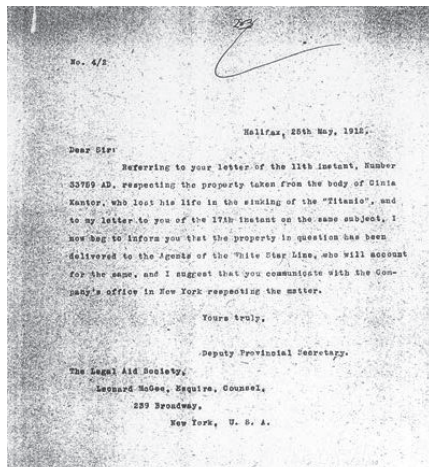 No. 4/2
Halifax, 25th May, 1912.
Dear Sir:
Referring to your letter of the 11th instant, Number
53759 AD, respecting the property taken from the body of Sinia
Kantor, who lost his life in the sinking of the "Titanic", and
to my letter to you of the 17th instant on the same subject, I
now beg to inform you that the property in question has been
delivered to the Agents of the White Star Line, who will account
for the same, and I suggest that you communicate with the Com-
pany's office in New York respecting the matter.
Yours truly,
Deputy Provincial Secretary.
The Legal Aid Society,
Leonard McGee, Esquire, Counsel,
239 Broadway,
New York, U. S. A.